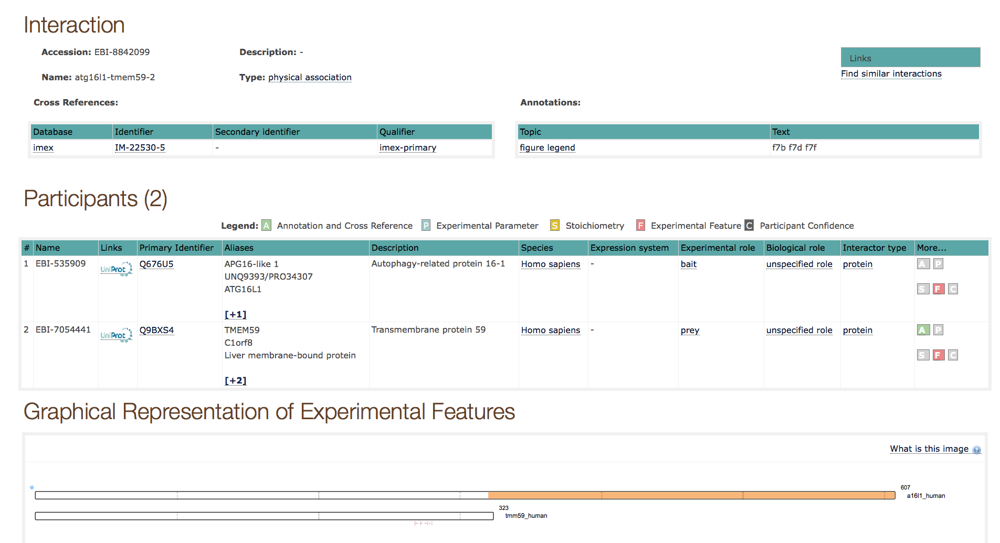 Interaction
Accession: EBI-8842099
Description: -
Links
Find similar interactions
Name: atg16l1-tmem59-2
Type: physical association
Cross References:
Annotations:
Database Identifier Secondary identifier Qualifier
imex IM-22530-5 - imex-primary
Topic Text
figure legend f7b f7d f7f
Participants (2)
Legend: A Annotation and Cross Reference P Experimental Parameter S Stoichiometry F Experimental Feature C Participant Confidence
# Name Links Primary Identifier Aliases Description Species Expression system Experimental role Biological role Interactor type More...
1 EBI-535909 UniProt Q676U5 APG16-like 1 Autophagy-related protein 16-1 Homo sapiens - bait unspecified role protein A P
UNQ9393/PRO34307
ATG16L1 S F C
[+1]
2 EBI-7054441 UniProt Q9BXS4 TMEM59 Transmembrane protein 59 Homo sapiens - prey unspecified role protein A P
C1orf8
Liver membrane-bound protein S F C
[+2]
Graphical Representation of Experimental Features
What is this image ?
607
a16l1_human
323
tmm59_human